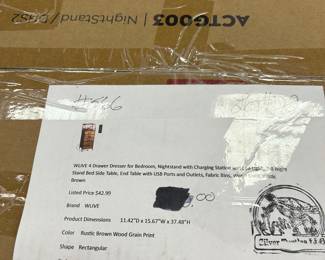 ACTG003 | NightStand /
WLIVE 4 Drawer Dresser for Bedroom, Nightstand with Charging Station
Stand Bed Side Table, End Table with USB Ports and Outlets, Fabric Bins,
Brown
Listed Price $42.99
.00
Brand WLIVE
Product Dimensions 11.42"D x 15.67"W x 37.48"H
Color Rustic Brown Wood Grain Print
Shape Rectangular